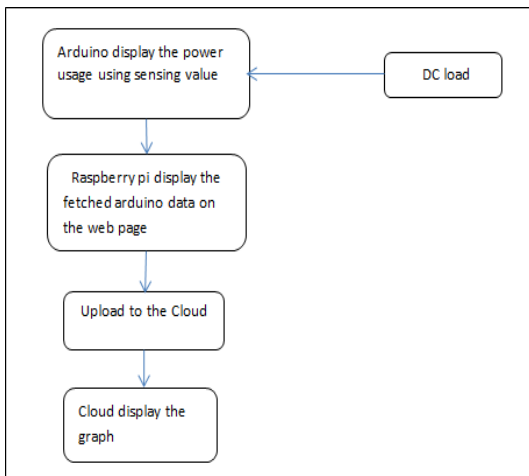 Arduino display the power
usage using sensing value
DC load
Raspberry pi display the
fetched arduino data on
the web page
Upload to the Cloud
Cloud display the
graph